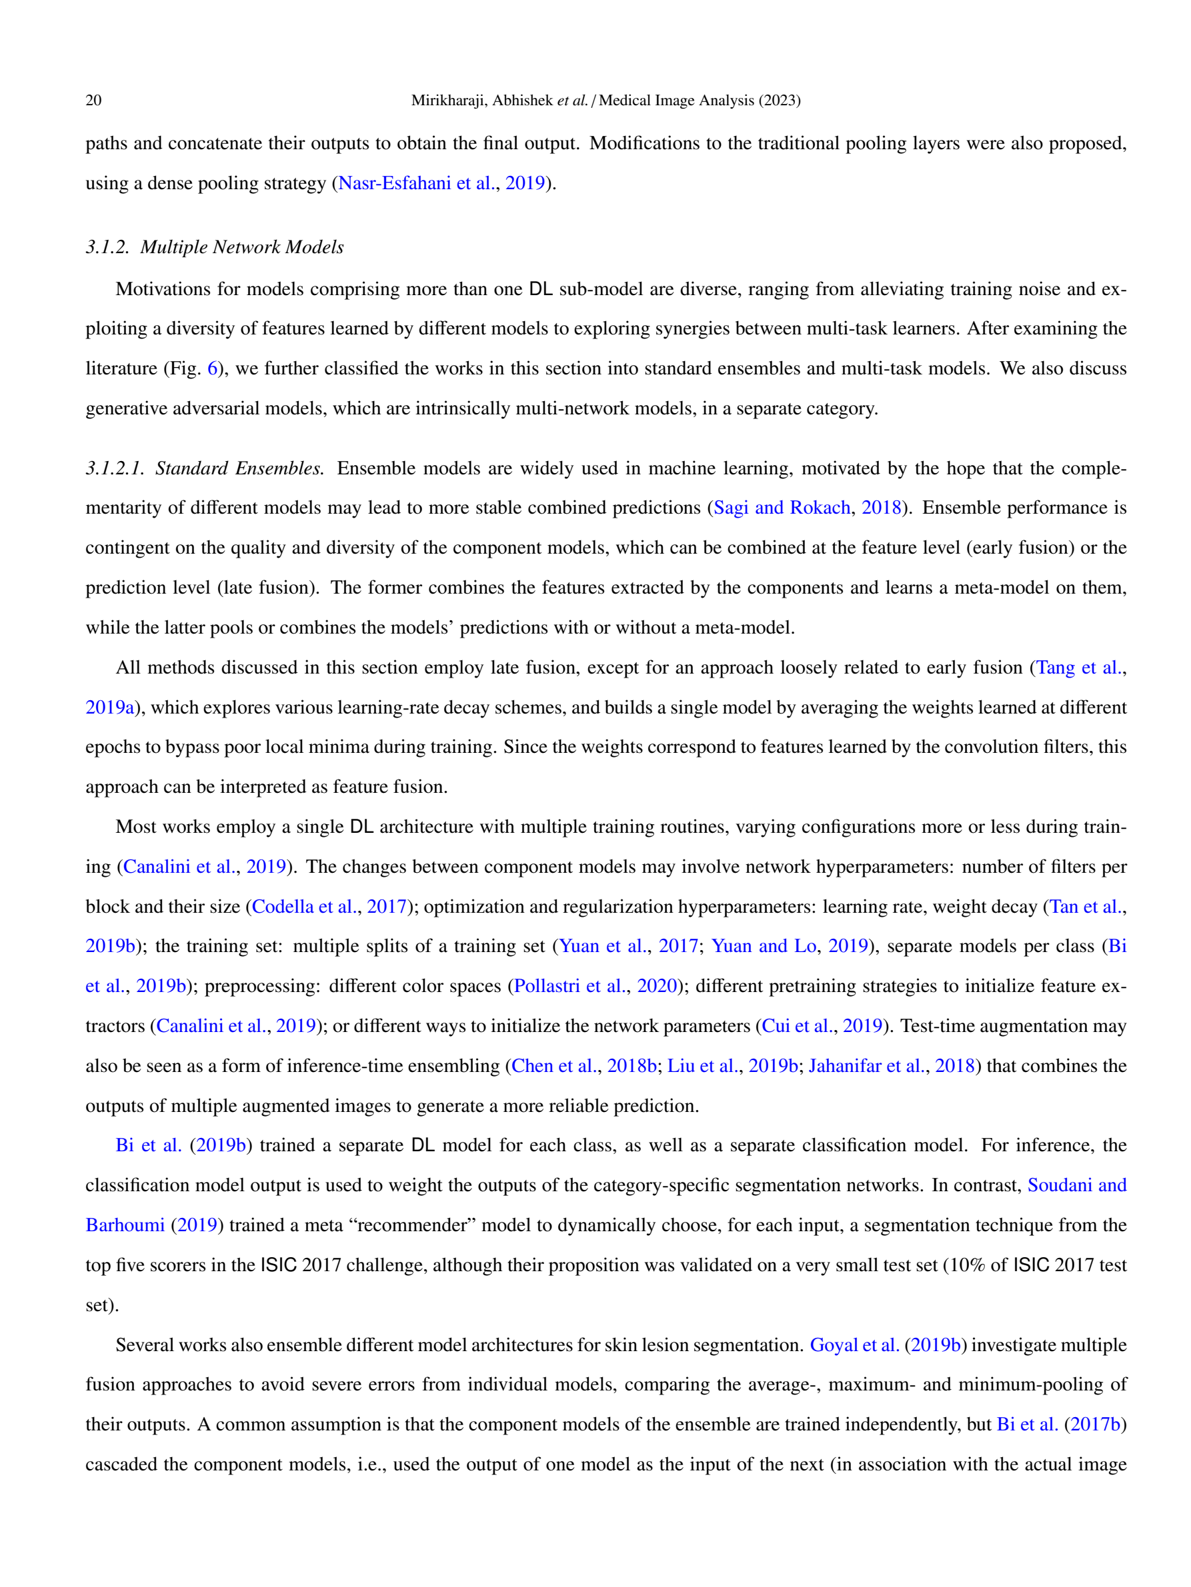 20
Mirikharaji, Abhishek et al. / Medical Image Analysis (2023)
paths and concatenate their outputs to obtain the final output. Modifications to the traditional pooling layers were also proposed,
using a dense pooling strategy (Nasr-Esfahani et al., 2019).
3.1.2. Multiple Network Models
Motivations for models comprising more than one DL sub-model are diverse, ranging from alleviating training noise and ex-
ploiting a diversity of features learned by different models to exploring synergies between multi-task learners. After examining the
literature (Fig. 6), we further classified the works in this section into standard ensembles and multi-task models. We also discuss
generative adversarial models, which are intrinsically multi-network models, in a separate category.
3.1.2.1. Standard Ensembles. Ensemble models are widely used in machine learning, motivated by the hope that the comple-
mentarity of different models may lead to more stable combined predictions (Sagi and Rokach, 2018). Ensemble performance is
contingent on the quality and diversity of the component models, which can be combined at the feature level (early fusion) or the
prediction level (late fusion). The former combines the features extracted by the components and learns a meta-model on them,
while the latter pools or combines the models' predictions with or without a meta-model.
All methods discussed in this section employ late fusion, except for an approach loosely related to early fusion (Tang et al.,
2019a), which explores various learning-rate decay schemes, and builds a single model by averaging the weights learned at different
epochs to bypass poor local minima during training. Since the weights correspond to features learned by the convolution filters, this
approach can be interpreted as feature fusion.
Most works employ a single DL architecture with multiple training routines, varying configurations more or less during train-
ing (Canalini et al., 2019). The changes between component models may involve network hyperparameters: number of filters per
block and their size (Codella et al., 2017); optimization and regularization hyperparameters: learning rate, weight decay (Tan et al.,
2019b); the training set: multiple splits of a training set (Yuan et al., 2017; Yuan and Lo, 2019), separate models per class (Bi
et al., 2019b); preprocessing: different color spaces (Pollastri et al., 2020); different pretraining strategies to initialize feature ex-
tractors (Canalini et al., 2019); or different ways to initialize the network parameters (Cui et al., 2019). Test-time augmentation may
also be seen as a form of inference-time ensembling (Chen et al., 2018b; Liu et al., 2019b; Jahanifar et al., 2018) that combines the
outputs of multiple augmented images to generate a more reliable prediction.
Bi et al. (2019b) trained a separate DL model for each class, as well as a separate classification model. For inference, the
classification model output is used to weight the outputs of the category-specific segmentation networks. In contrast, Soudani and
Barhoumi (2019) trained a meta “recommender” model to dynamically choose, for each input, a segmentation technique from the
top five scorers in the ISIC 2017 challenge, although their proposition was validated on a very small test set (10% of ISIC 2017 test
set).
Several works also ensemble different model architectures for skin lesion segmentation. Goyal et al. (2019b) investigate multiple
fusion approaches to avoid severe errors from individual models, comparing the average-, maximum- and minimum-pooling of
their outputs. A common assumption is that the component models of the ensemble are trained independently, but Bi et al. (2017b)
cascaded the component models, i.e., used the output of one model as the input of the next (in association with the actual image